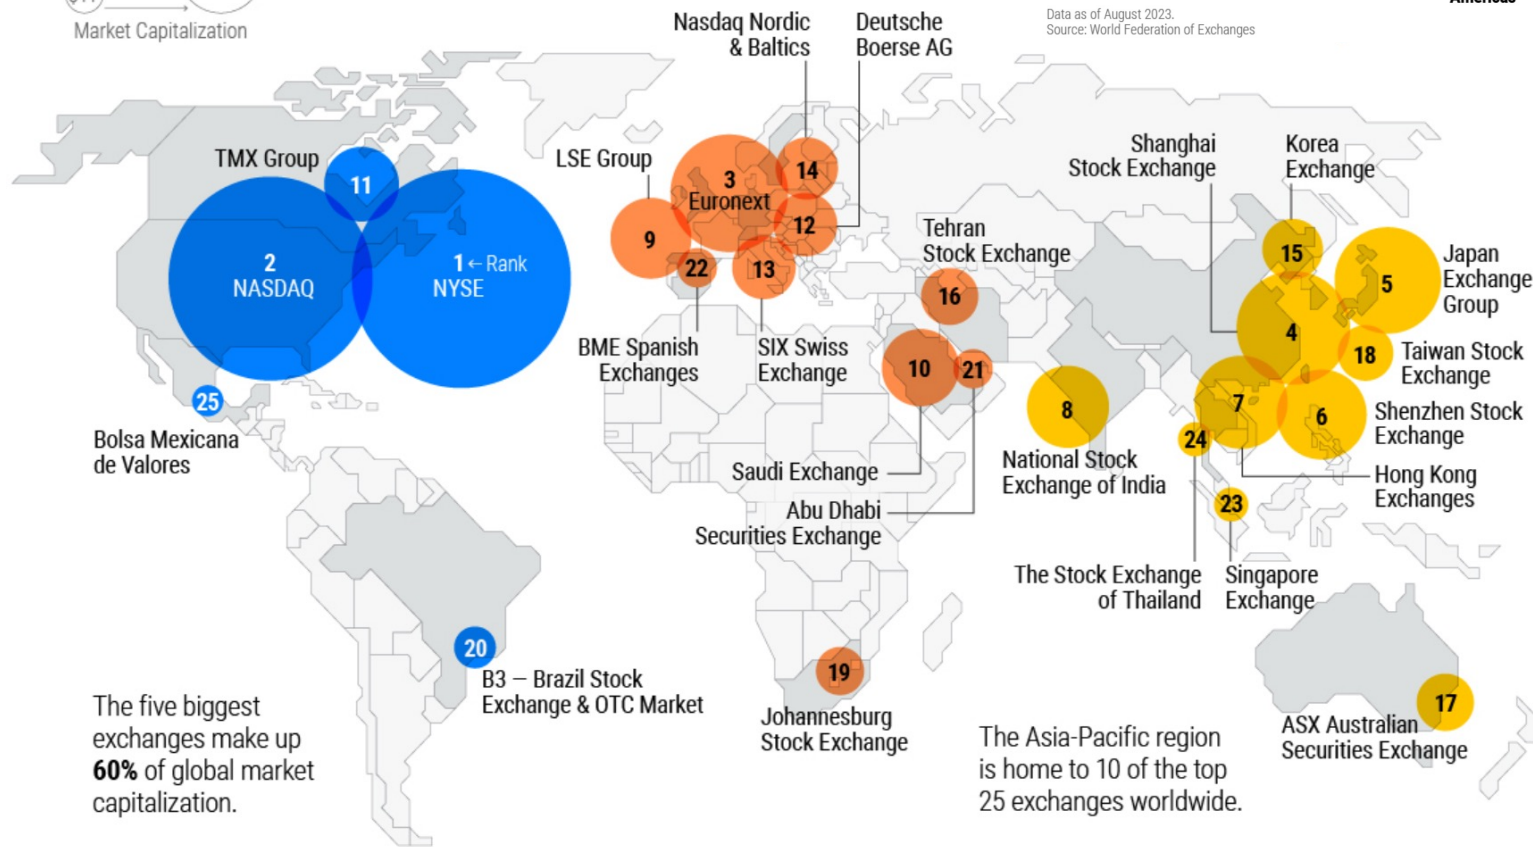 Market Capitalization
Data as of August 2023.
Source: World Federation of Exchanges
Nasdaq Nordic
& Baltics
Deutsche
Boerse AG
TMX Group
11
LSE Group
3
Euronext
14
9
12
22
13
2
NASDAQ
1 ← Rank
NYSE
Shanghai
Stock Exchange
Korea
Exchange
Tehran
Stock Exchange
16
15
5
Japan
Exchange
Group
4
18
Taiwan Stock
Exchange
BME Spanish
Exchanges
SIX Swiss
Exchange
10
21
8
7
6
Shenzhen Stock
Exchange
25
Bolsa Mexicana
de Valores
24
Saudi Exchange
National Stock
Exchange of India
Hong Kong
Exchanges
Abu Dhabi
Securities Exchange
23
The Stock Exchange
of Thailand
Singapore
Exchange
20
B3 – Brazil Stock
Exchange & OTC Market
19
Johannesburg
Stock Exchange
17
ASX Australian
Securities Exchange
The five biggest
exchanges make up
60% of global market
capitalization.
The Asia-Pacific region
is home to 10 of the top
25 exchanges worldwide.